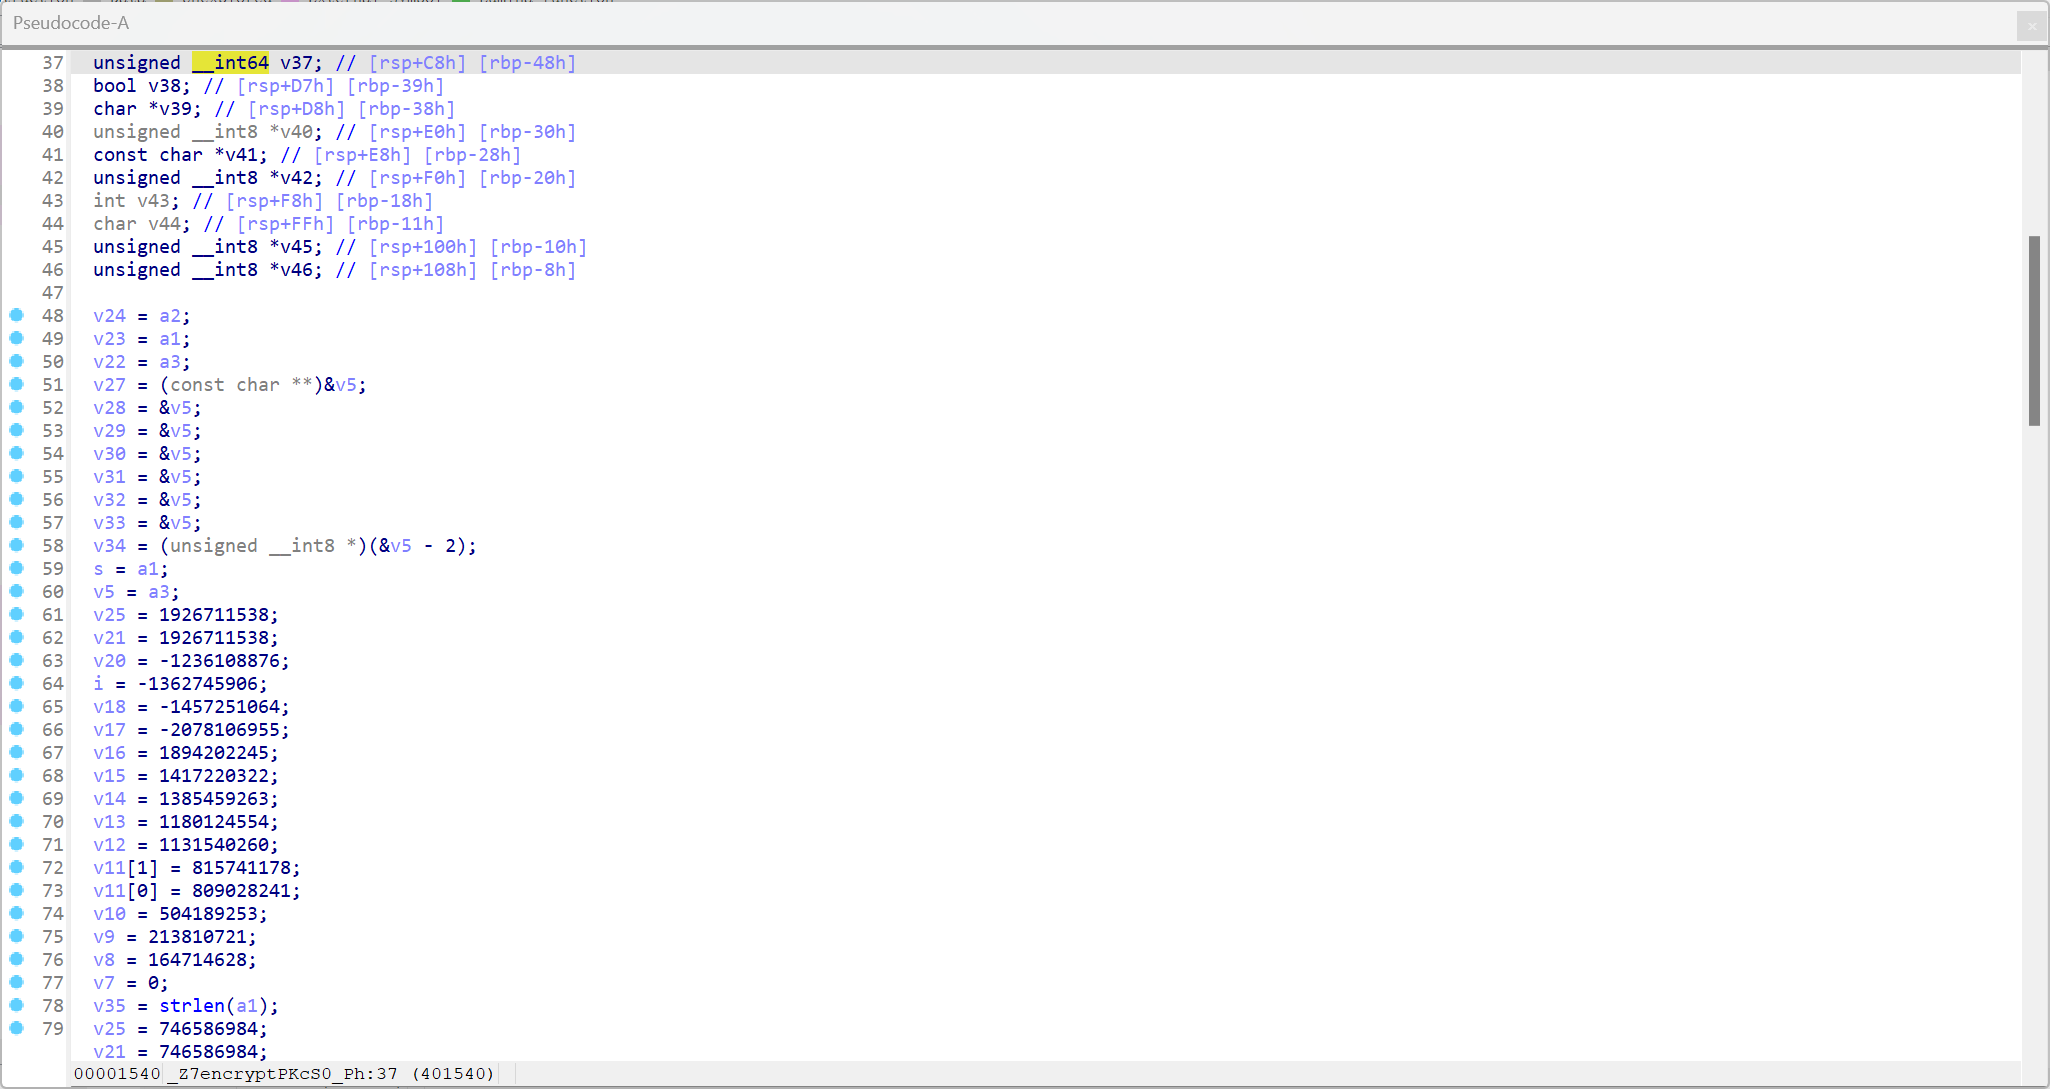 Pseudocode-A
37 unsigned __int64 v37; // [rsp+C8h] [rbp-48h]
38 bool v38; // [rsp+D7h] [rbp-39h]
39 char *v39; // [rsp+D8h] [rbp-38h]
40 unsigned __int8 *v40; // [rsp+E0h] [rbp-30h]
41 const char *v41; // [rsp+E8h] [rbp-28h]
42 unsigned __int8 *v42; // [rsp+F0h] [rbp-20h]
43 int v43; // [rsp+F8h] [rbp-18h]
44 char v44; // [rsp+FFh] [rbp-11h]
45 unsigned __int8 *v45; // [rsp+100h] [rbp-10h]
46 unsigned __int8 *v46; // [rsp+108h] [rbp-8h]
47
48 v24 = a2;
49 v23 = a1;
50 v22 = a3;
51 v27 = (const char **)&v5;
52 v28 = &v5;
53 v29 = &v5;
54 v30 = &v5;
55 v31 = &v5;
56 v32 = &v5;
57 v33 = &v5;
58 v34 = (unsigned __int8 *)(&v5 - 2);
59 s = a1;
60 v5 = a3;
61 v25 = 1926711538;
62 v21 = 1926711538;
63 v20 = -1236108876;
64 i = -1362745906;
65 v18 = -1457251064;
66 v17 = -2078106955;
67 v16 = 1894202245;
68 v15 = 1417220322;
69 v14 = 1385459263;
70 v13 = 1180124554;
71 v12 = 1131540260;
72 v11[1] = 815741178;
73 v11[0] = 809028241;
74 v10 = 504189253;
75 v9 = 213810721;
76 v8 = 164714628;
77 v7 = 0;
78 v35 = strlen(a1);
79 v25 = 746586984;
v21 = 746586984;
00001540 _Z7encryptPKcS0_Ph:37 (401540)